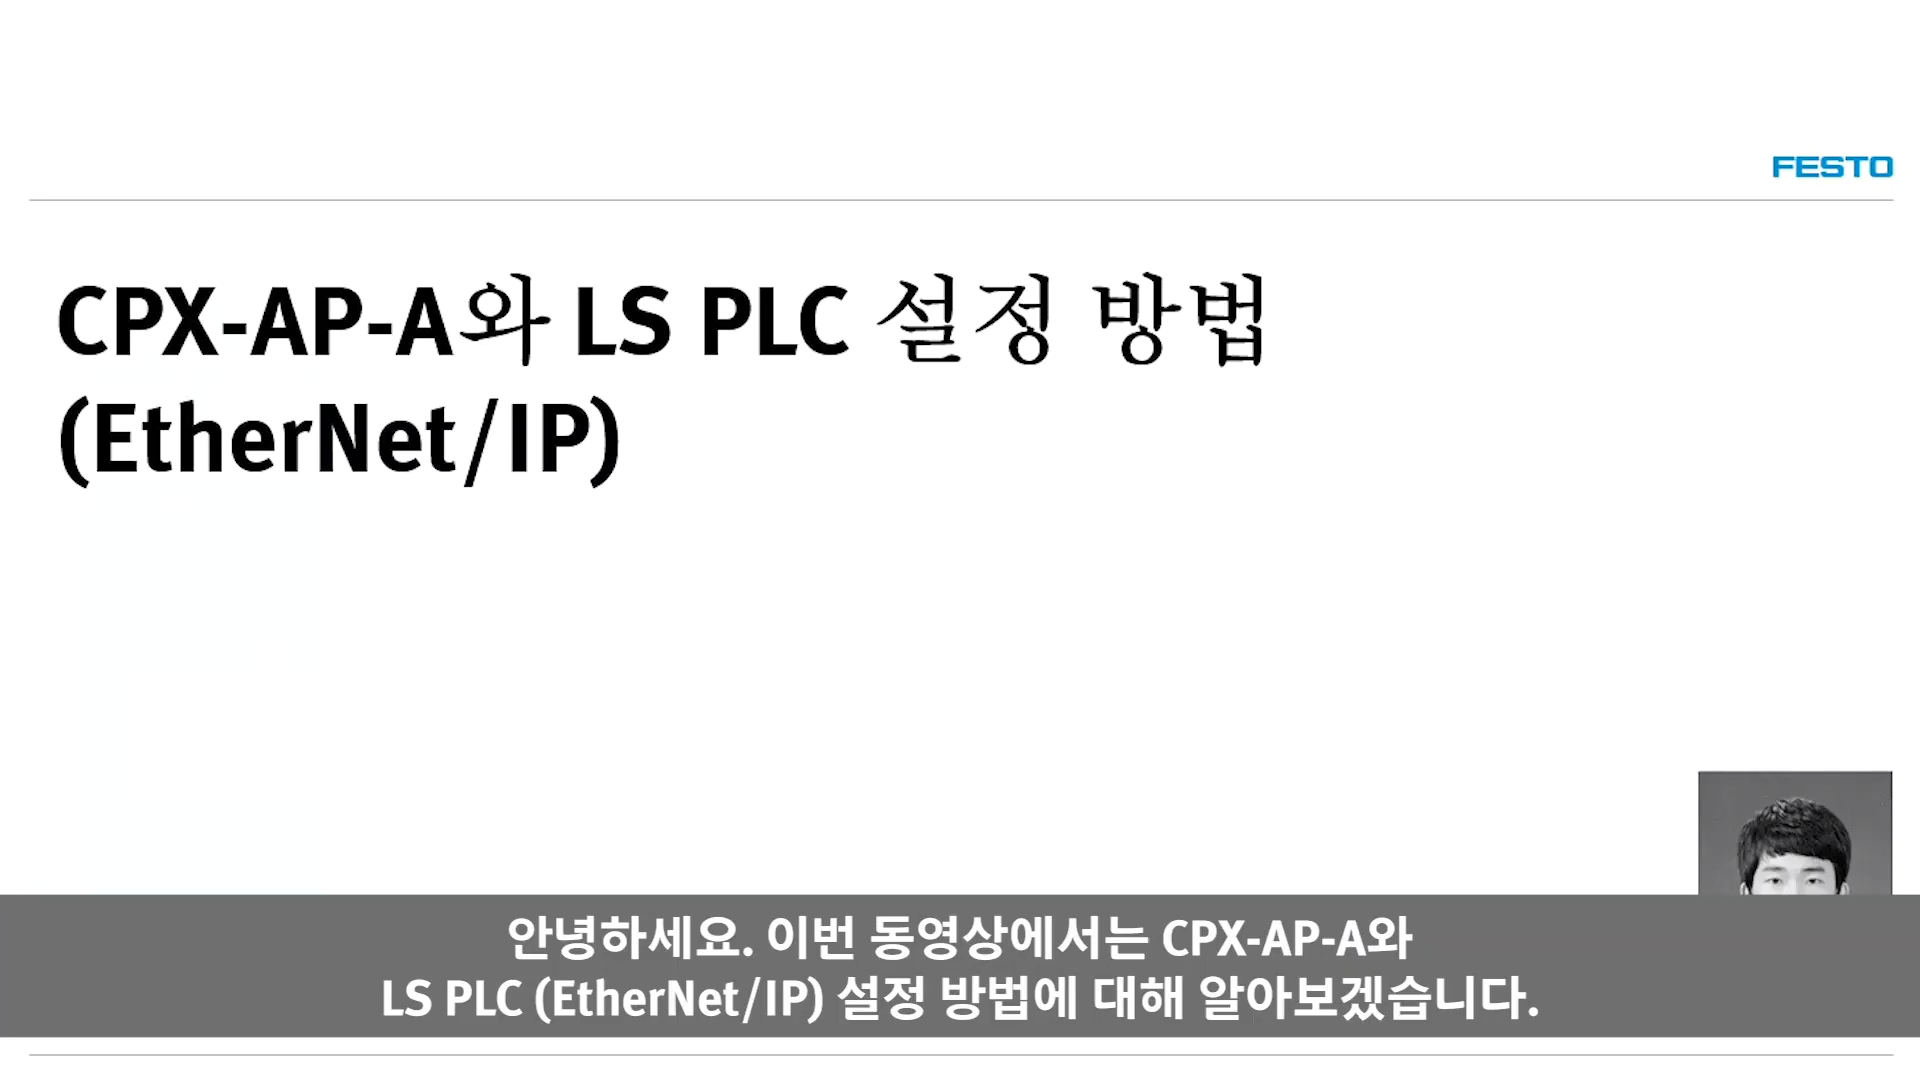 FESTO
CPX-AP-A와 LS PLC 설정 방법
(EtherNet/IP)
안녕하세요. 이번 동영상에서는 CPX-AP-A와
LS PLC (EtherNet/IP) 설정 방법에 대해 알아보겠습니다.